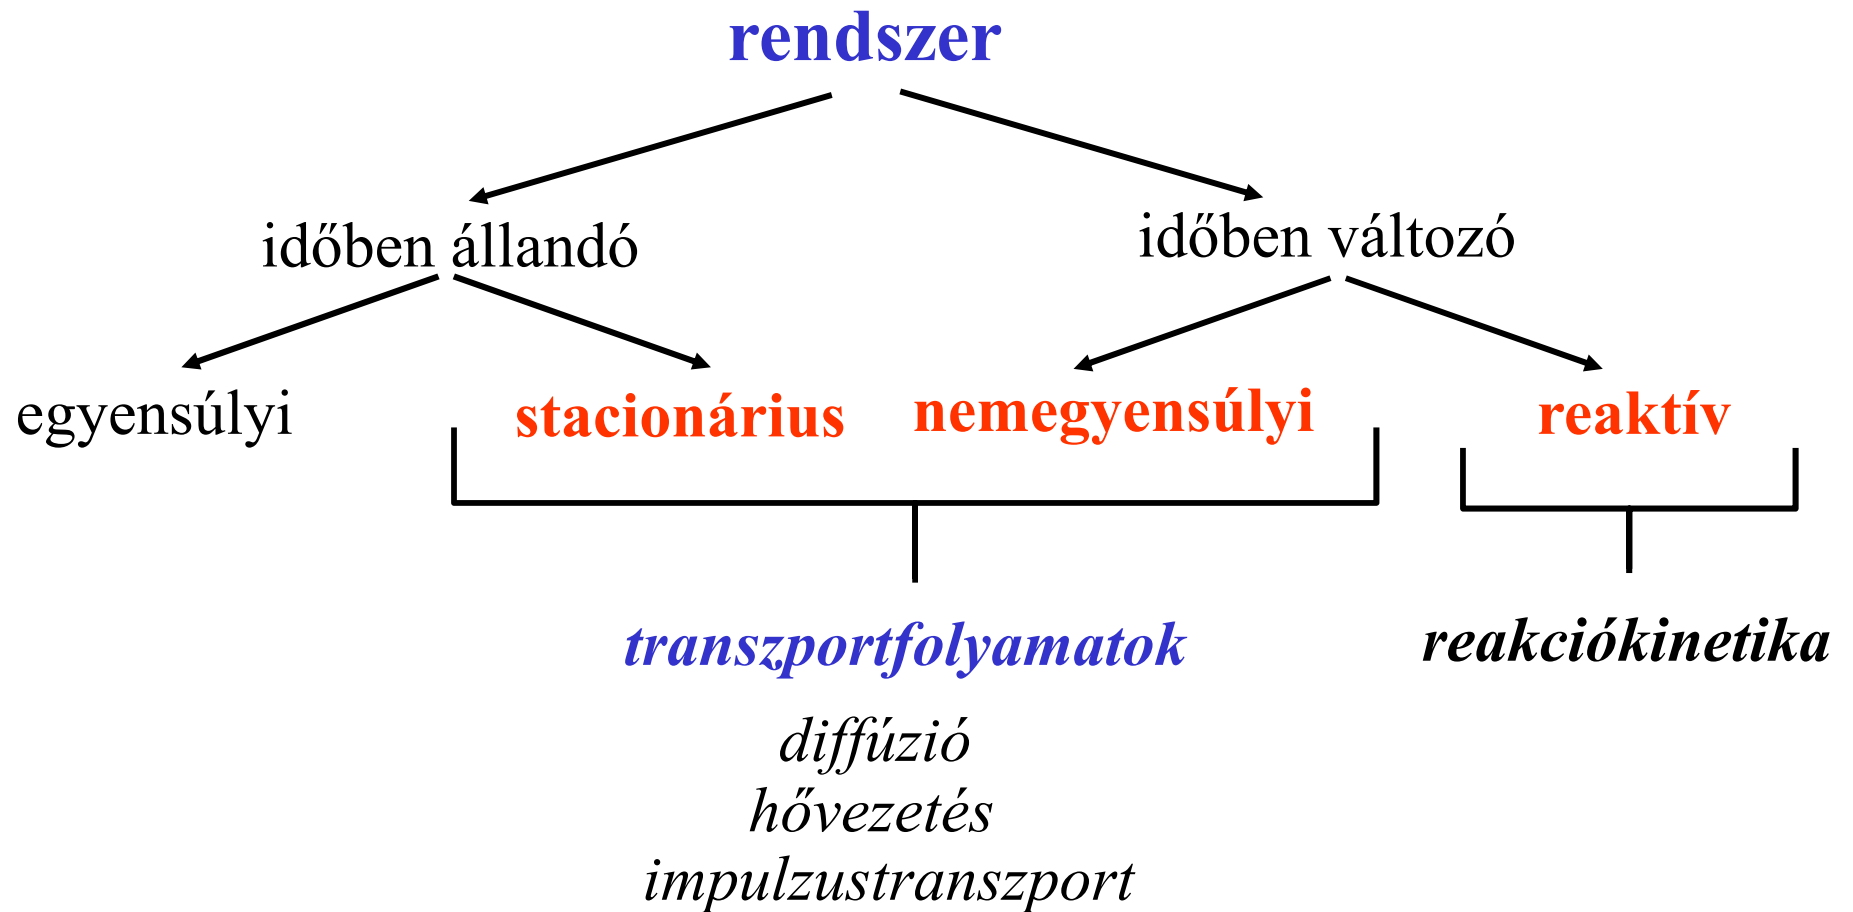 rendszer
időben állandó
időben változó
egyensúlyi
stacionárius
nemegyensúlyi
reaktív
transzportfolyamatok
reakciókinetika
diffúzió
hővezetés
impulzustranszport